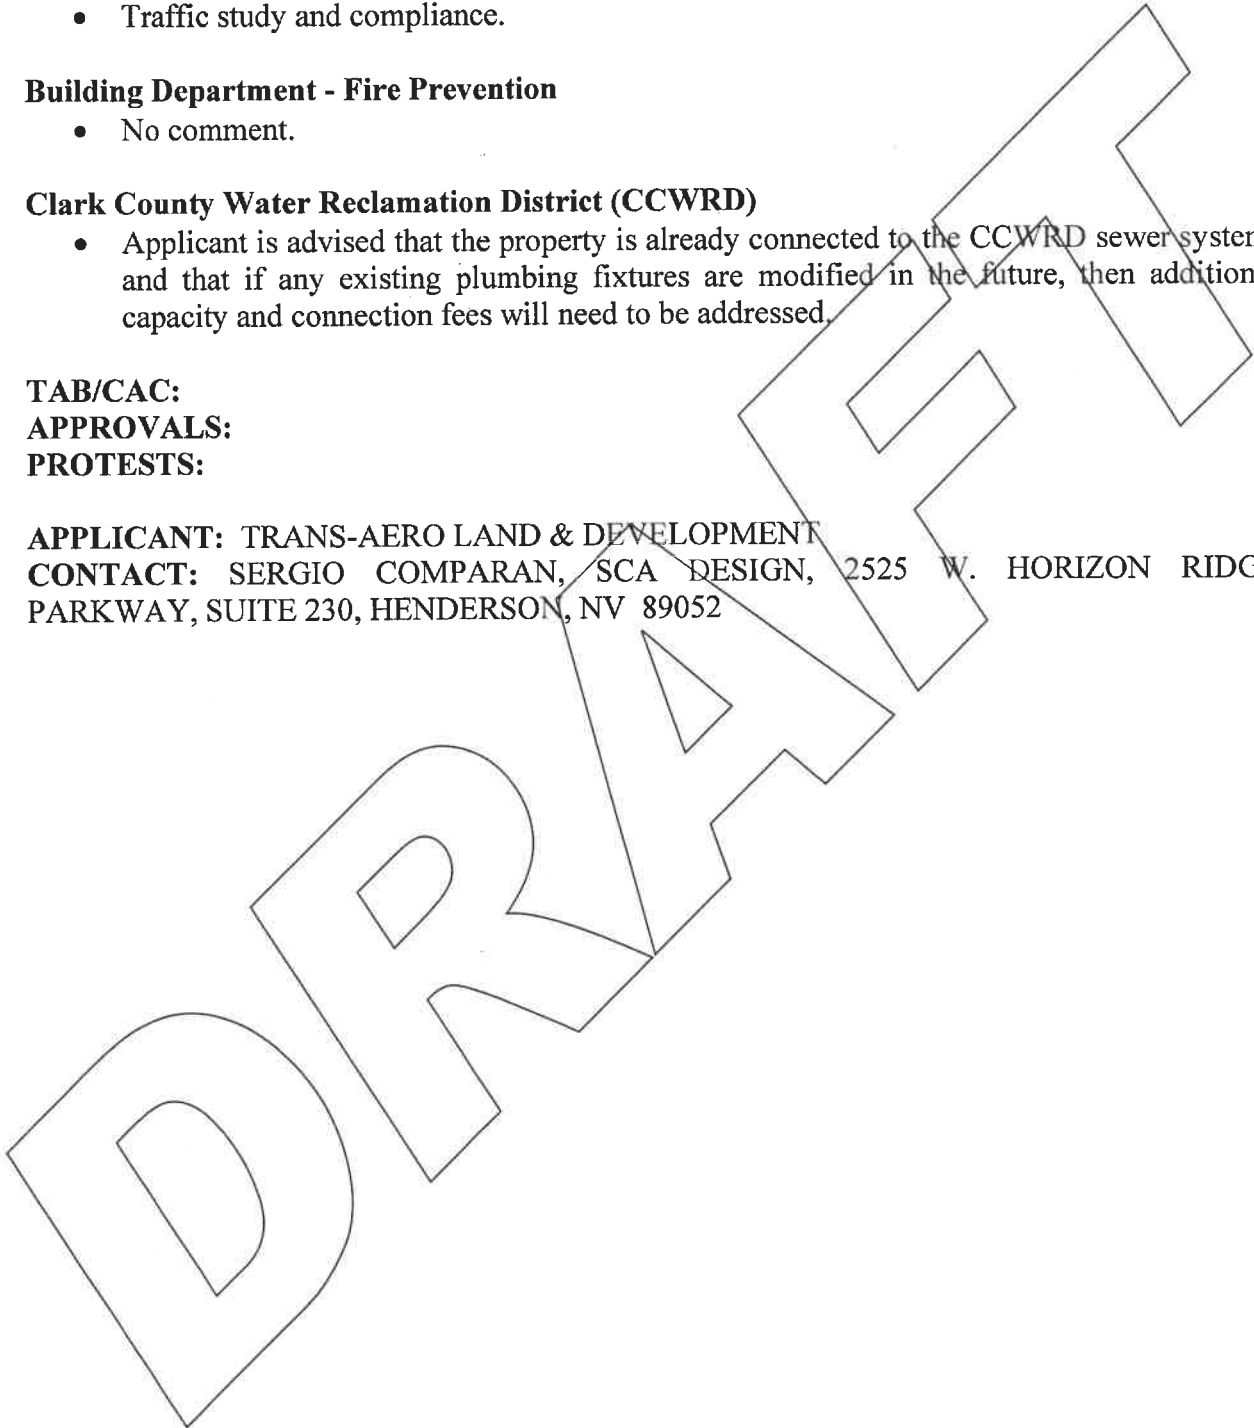 • Traffic study and compliance.
Building Department - Fire Prevention
• No comment.
Clark County Water Reclamation District (CCWRD)
• Applicant is advised that the property is already connected to the CCWRD sewer system
and that if any existing plumbing fixtures are modified in the future, then addition
capacity and connection fees will need to be addressed.
TAB/CAC:
APPROVALS:
PROTESTS:
APPLICANT: TRANS-AERO LAND & DEVELOPMENT
CONTACT: SERGIO COMPARAN, SCA DESIGN, 2525 W. HORIZON RIDG
PARKWAY, SUITE 230, HENDERSON, NV 89052
DRAFT